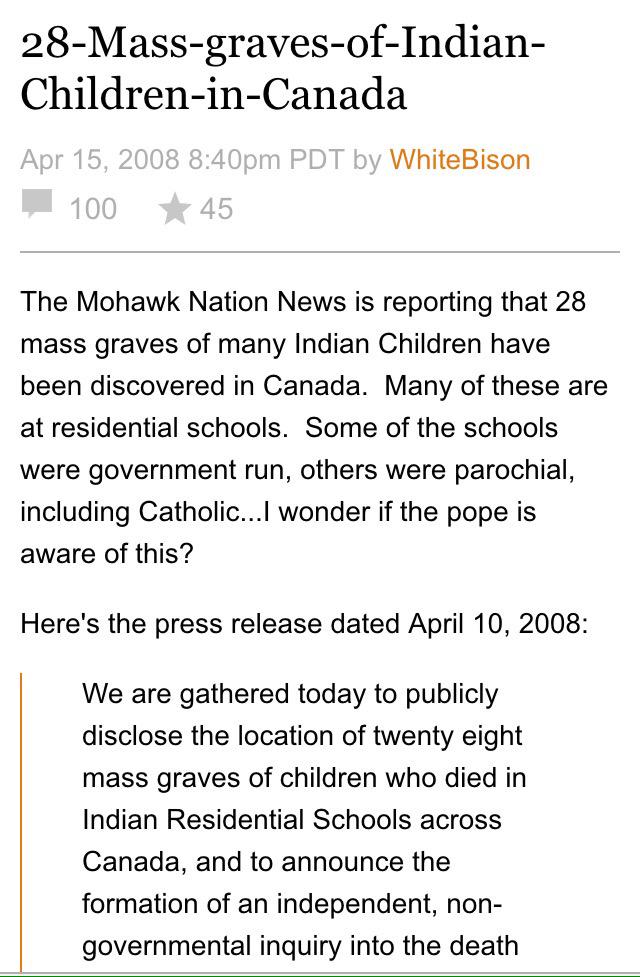 28-Mass-graves-of-Indian-
Children-in-Canada
Apr 15, 2008 8:40pm PDT by WhiteBison
100 45
The Mohawk Nation News is reporting that 28
mass graves of many Indian Children have
been discovered in Canada.  Many of these are
at residential schools.  Some of the schools
were government run, others were parochial,
including Catholic...I wonder if the pope is
aware of this?
Here's the press release dated April 10, 2008:
We are gathered today to publicly
disclose the location of twenty eight
mass graves of children who died in
Indian Residential Schools across
Canada, and to announce the
formation of an independent, non-
governmental inquiry into the death